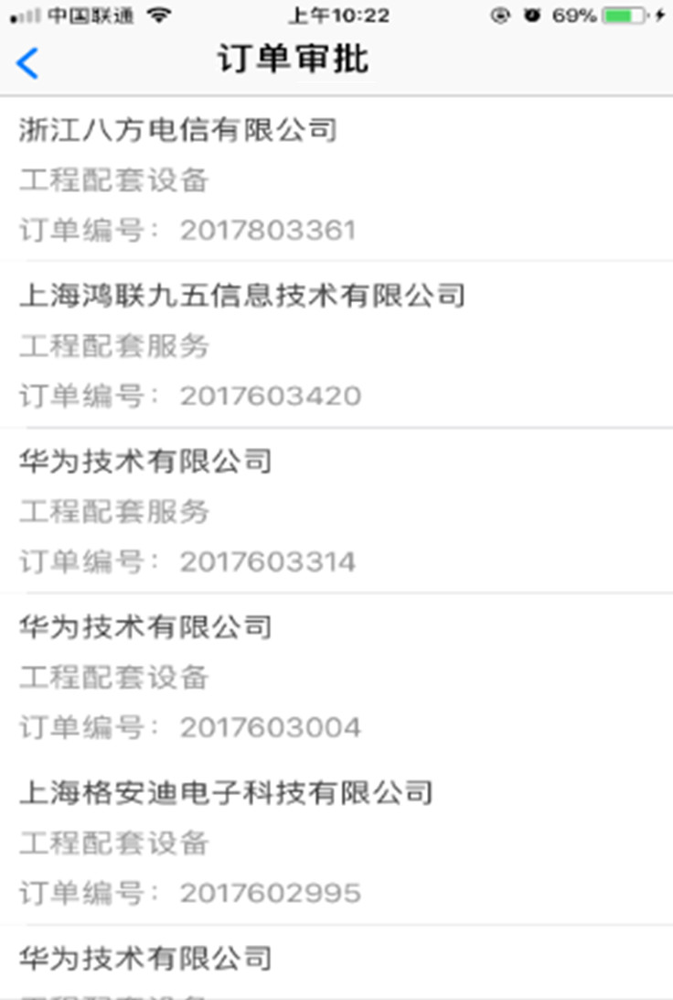 中国联通 上午10:22 69%
订单审批
浙江八方电信有限公司
工程配套设备
订单编号： 2017803361
上海鸿联九五信息技术有限公司
工程配套服务
订单编号： 2017603420
华为技术有限公司
工程配套服务
订单编号： 2017603314
华为技术有限公司
工程配套设备
订单编号： 2017603004
上海格安迪电子科技有限公司
工程配套设备
订单编号： 2017602995
华为技术有限公司